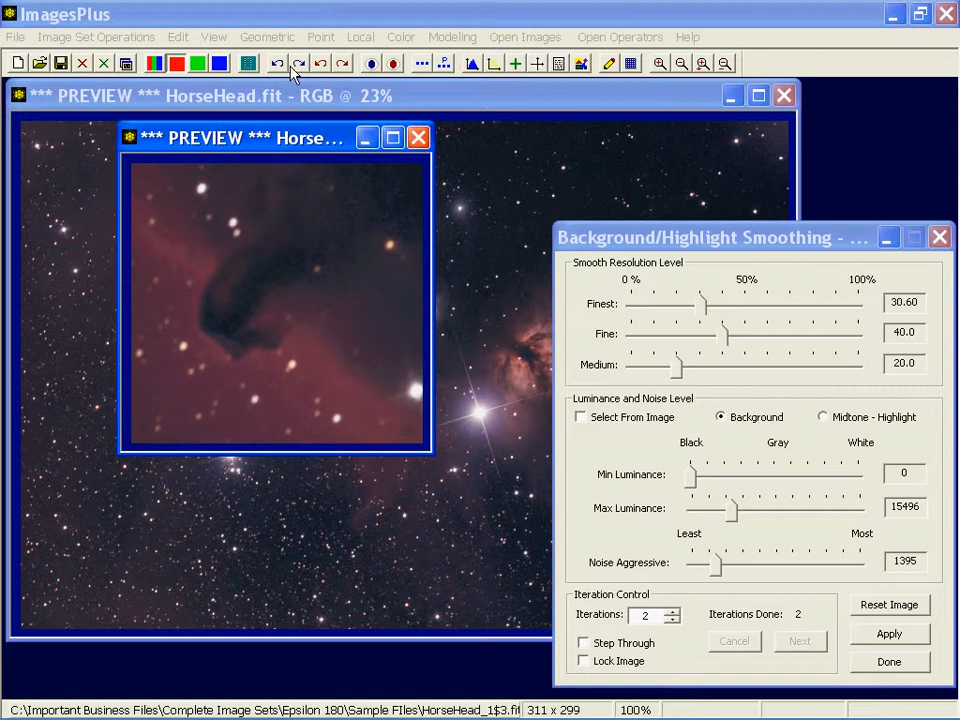 ImagesPlus
File Image Set Operations Edit View Geometric Point Local Color Modeling Open Images Open Operators Help
*** PREVIEW *** HorseHead.fit - RGB @ 23%
*** PREVIEW *** Horse...
Background/Highlight Smoothing - ...
Smooth Resolution Level
0 % 50% 100%
Finest: 30.60
Fine: 40.0
Medium: 20.0
Luminance and Noise Level
Select From Image Background Midtone - Highlight
Black Gray White
Min Luminance: 0
Max Luminance: 15496
Least Most
Noise Aggressive: 1395
Iteration Control
Iterations: 2 Iterations Done: 2
Reset Image
Step Through Cancel Next
Apply
Lock Image
Done
C:\Important Business Files\Complete Image Sets\Epsilon 180\Sample FIles\HorseHead_1$3.fit 311 x 299 100%